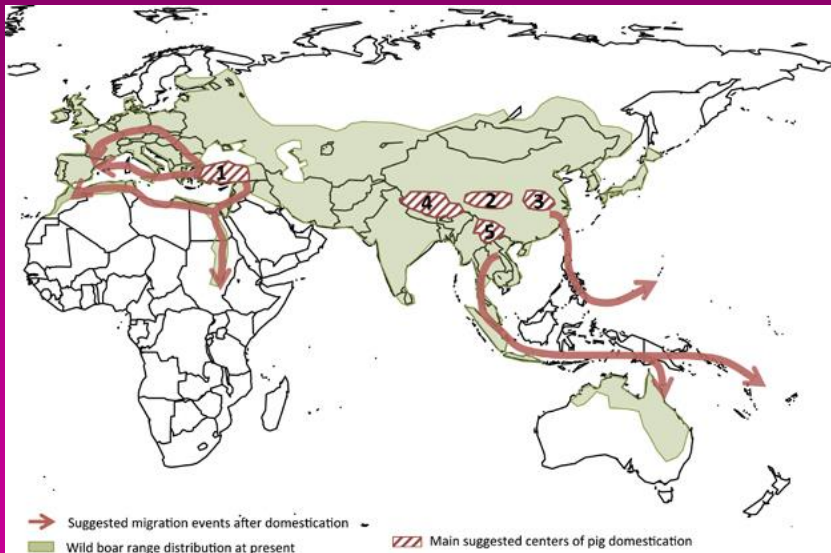 1
2
3
4
5
Suggested migration events after domestication
Wild boar range distribution at present
Main suggested centers of pig domestication